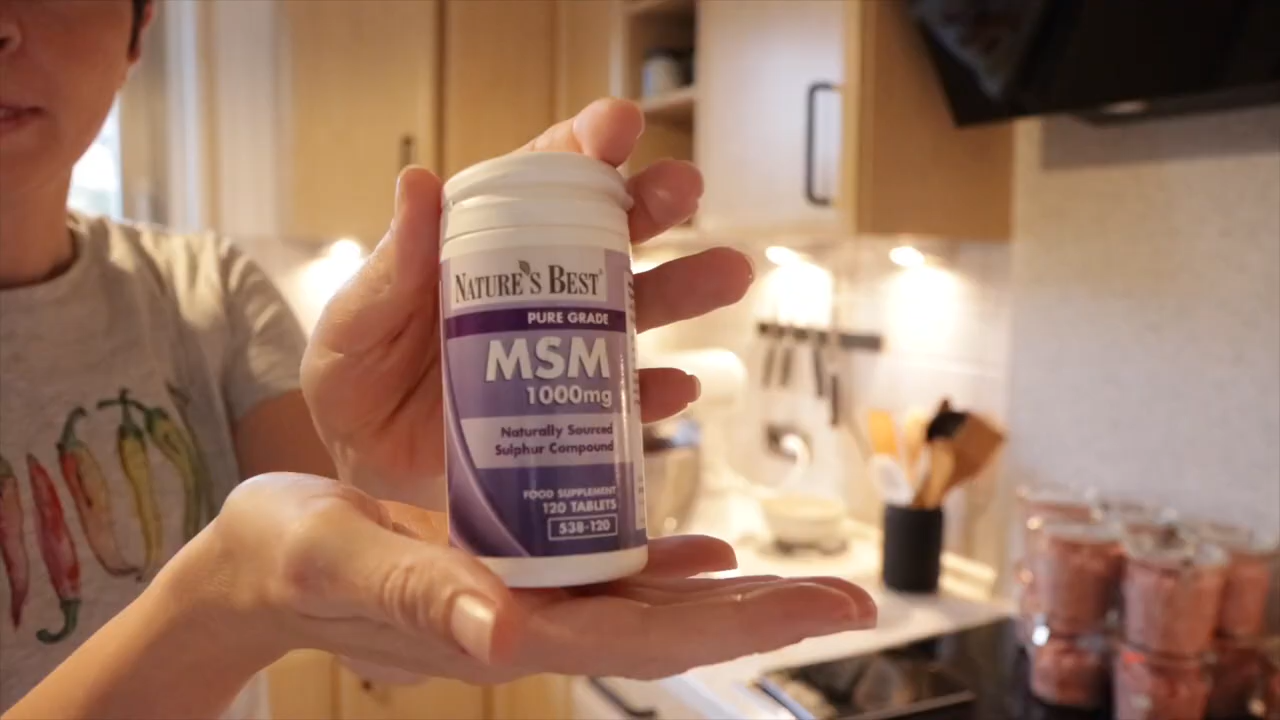 NATURE'S BEST®
PURE GRADE
MSM
1000mg
Naturally Sourced
Sulphur Compound
FOOD SUPPLEMENT
120 TABLETS
538-120